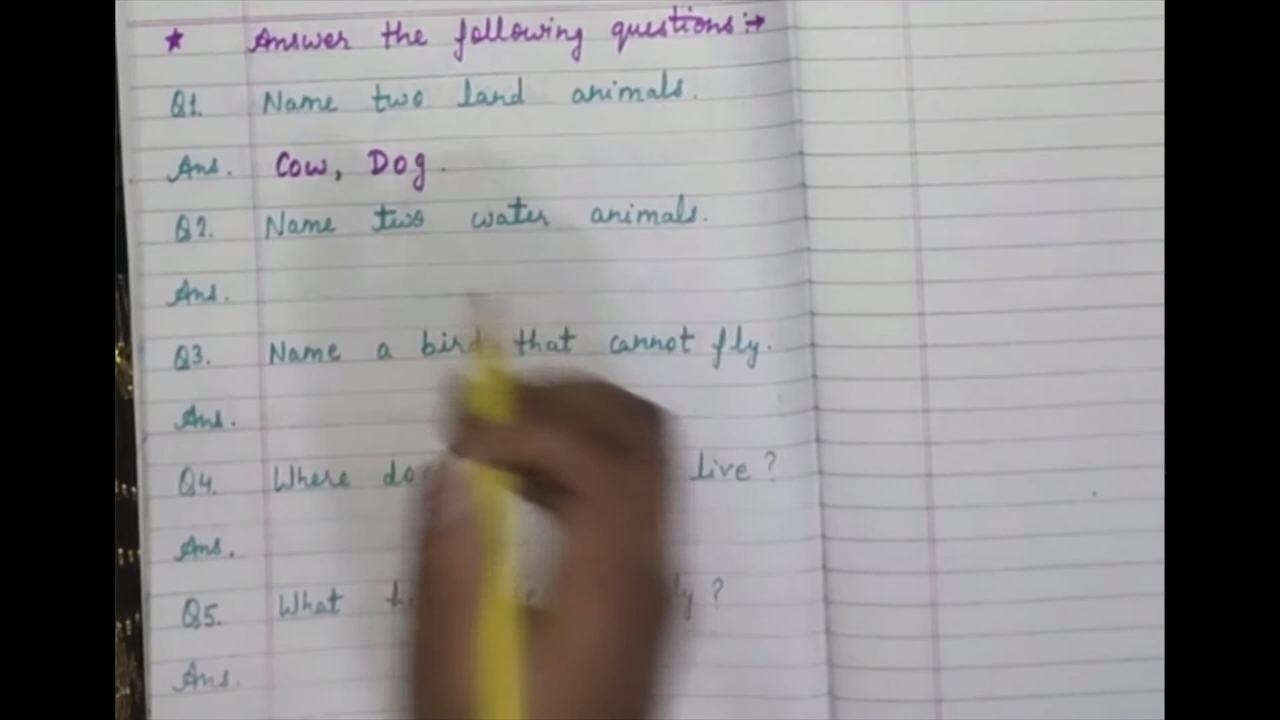 ★ Answer the following questions:→
Q1. Name two land animals.
Ans. Cow, Dog.
Q2. Name two water animals.
Ans.
Q3. Name a bird that cannot fly.
Ans.
Q4. Where live?
Ans.
Q5. What ?
Ans.